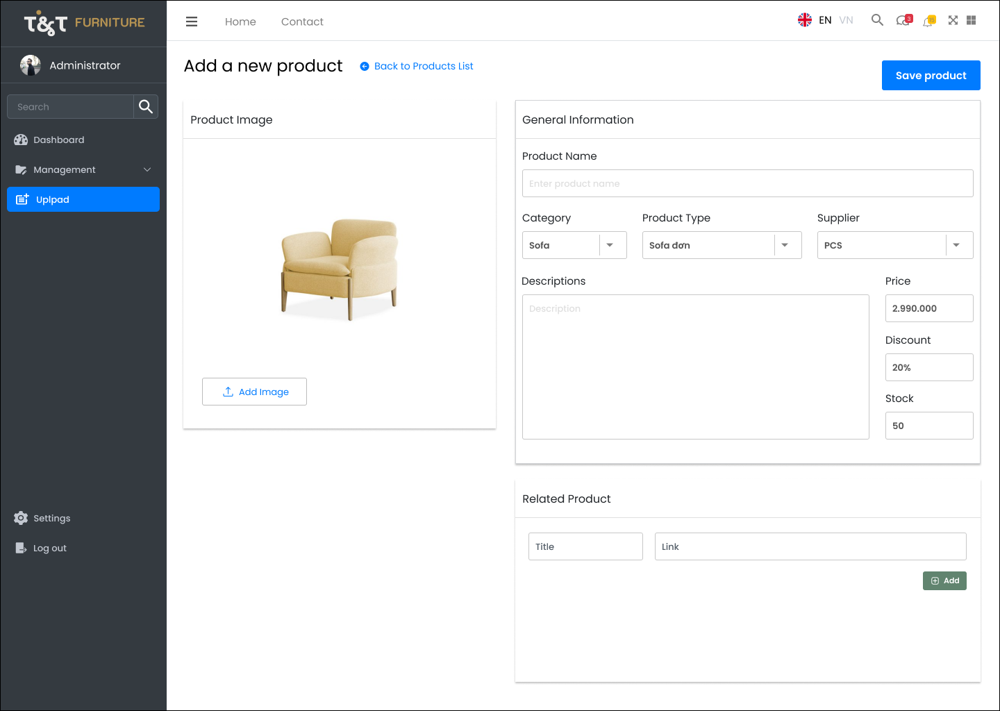 T&T FURNITURE
Home
Contact
EN VN
3
15
Administrator
Search
Dashboard
Management
Uplpad
Settings
Log out
Add a new product
Back to Products List
Save product
Product Image
Add Image
General Information
Product Name
Enter product name
Category
Product Type
Supplier
Sofa
Sofa đơn
PCS
Descriptions
Description
Price
2.990.000
Discount
20%
Stock
50
Related Product
Title
Link
Add